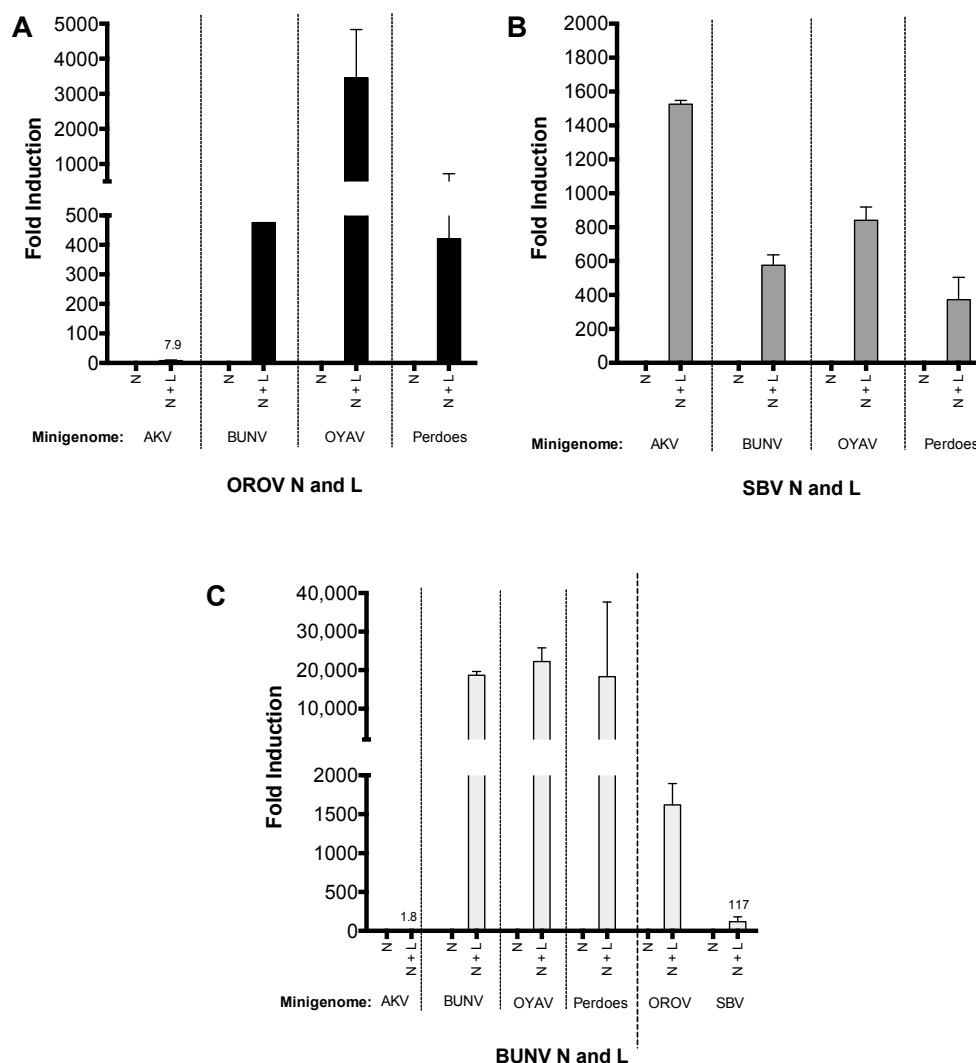 A
Fold Induction
5000
4000
3000
2000
1000
500
400
300
200
100
0
7.9
N
N + L
N
N + L
N
N + L
N
N + L
Minigenome: AKV BUNV OYAV Perdoes
OROV N and L
B
Fold Induction
2000
1800
1600
1400
1200
1000
800
600
400
200
0
N
N + L
N
N + L
N
N + L
N
N + L
Minigenome: AKV BUNV OYAV Perdoes
SBV N and L
C
Fold Induction
40,000
30,000
20,000
10,000
2000
1500
1000
500
0
1.8
117
N
N + L
N
N + L
N
N + L
N
N + L
N
N + L
N
N + L
Minigenome: AKV BUNV OYAV Perdoes OROV SBV
BUNV N and L